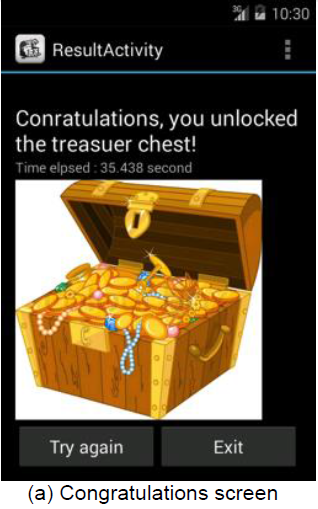 3G 10:30
ResultActivity
Conratulations, you unlocked
the treasuer chest!
Time elpsed : 35.438 second
Try again Exit
(a) Congratulations screen